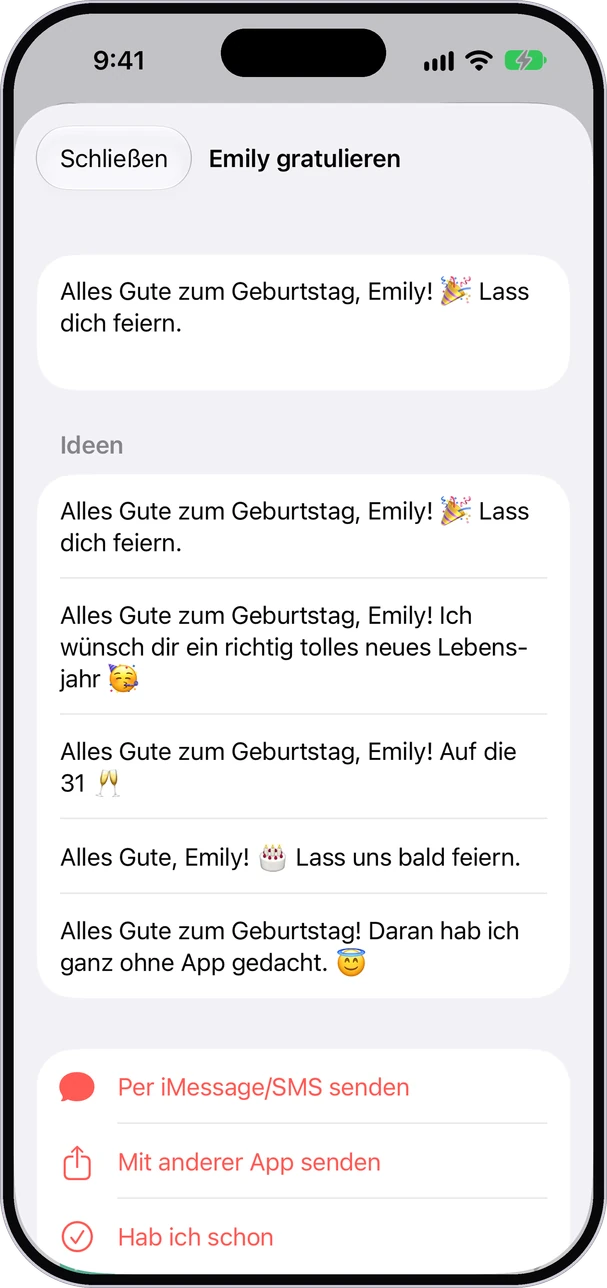 9:41
Schließen Emily gratulieren
Alles Gute zum Geburtstag, Emily! 🎉 Lass
dich feiern.
Ideen
Alles Gute zum Geburtstag, Emily! 🎉 Lass
dich feiern.
Alles Gute zum Geburtstag, Emily! Ich
wünsch dir ein richtig tolles neues Lebens-
jahr 🥳
Alles Gute zum Geburtstag, Emily! Auf die
31 🥂
Alles Gute, Emily! 🎂 Lass uns bald feiern.
Alles Gute zum Geburtstag! Daran hab ich
ganz ohne App gedacht. 😇
Per iMessage/SMS senden
Mit anderer App senden
Hab ich schon